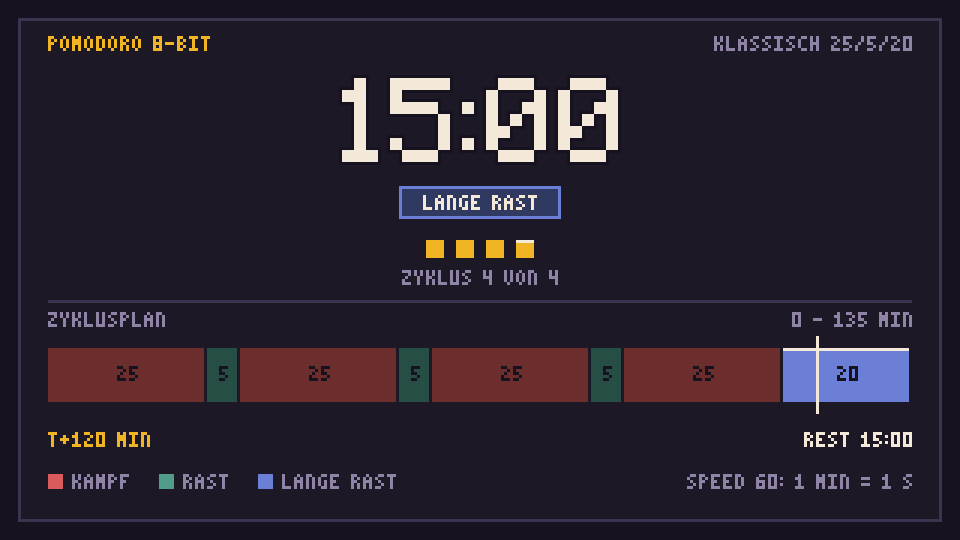 POMODORO 8-BIT KLASSISCH 25/5/20
15:00
LANGE RAST
ZYKLUS 4 VON 4
ZYKLUSPLAN 0 - 135 MIN
25 5 25 5 25 5 25 20
T+120 MIN REST 15:00
KAMPF RAST LANGE RAST SPEED 60: 1 MIN = 1 S